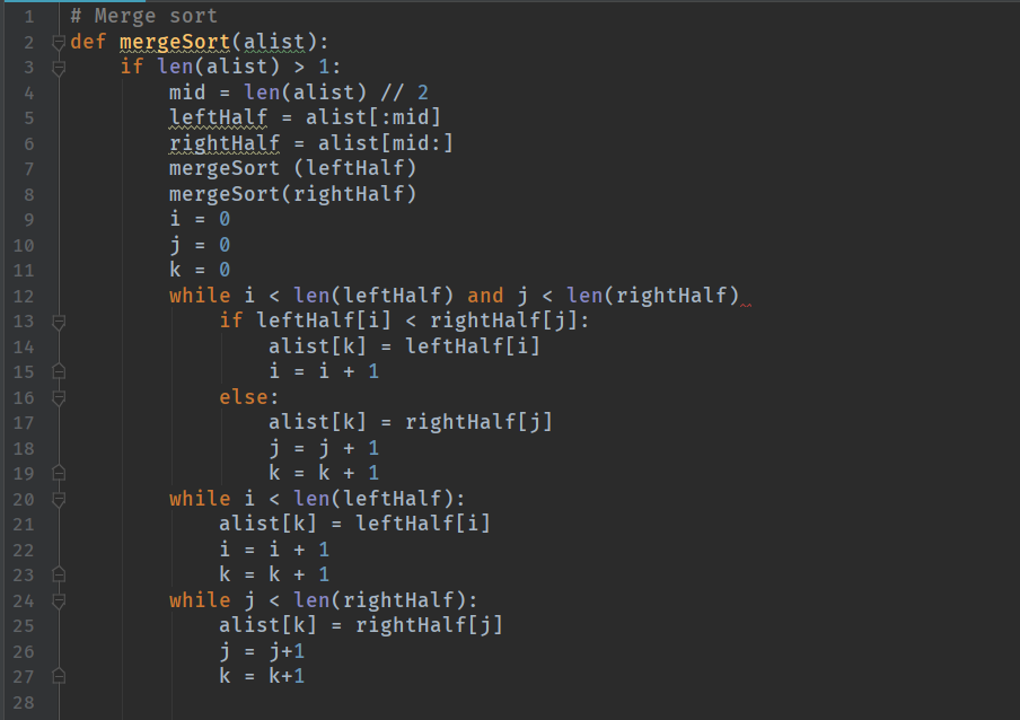 1 # Merge sort
2 def mergeSort(alist):
3     if len(alist) > 1:
4         mid = len(alist) // 2
5         leftHalf = alist[:mid]
6         rightHalf = alist[mid:]
7         mergeSort (leftHalf)
8         mergeSort(rightHalf)
9         i = 0
10         j = 0
11         k = 0
12         while i < len(leftHalf) and j < len(rightHalf)
13             if leftHalf[i] < rightHalf[j]:
14                 alist[k] = leftHalf[i]
15                 i = i + 1
16             else:
17                 alist[k] = rightHalf[j]
18                 j = j + 1
19                 k = k + 1
20         while i < len(leftHalf):
21             alist[k] = leftHalf[i]
22             i = i + 1
23             k = k + 1
24         while j < len(rightHalf):
25             alist[k] = rightHalf[j]
26             j = j+1
27             k = k+1
28